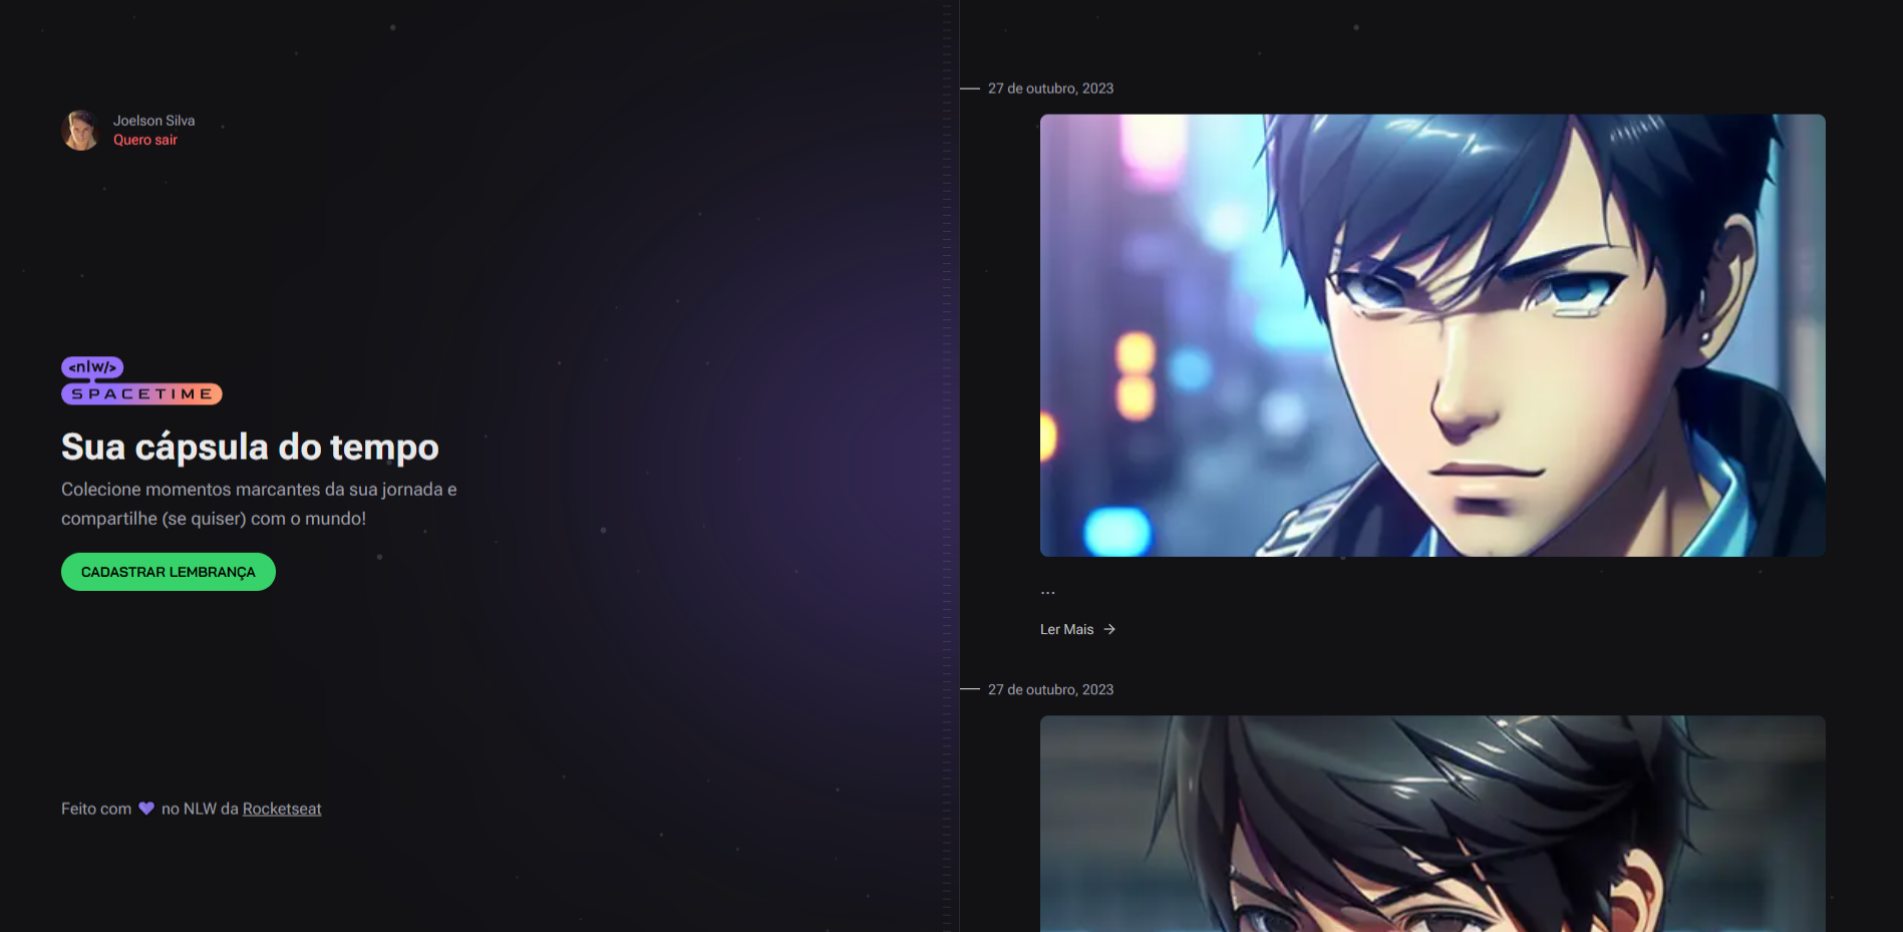 Joelson Silva
Quero sair
<nlw/>
SPACETIME
Sua cápsula do tempo
Colecione momentos marcantes da sua jornada e
compartilhe (se quiser) com o mundo!
CADASTRAR LEMBRANÇA
Feito com 💜 no NLW da Rocketseat
27 de outubro, 2023
...
Ler Mais →
27 de outubro, 2023